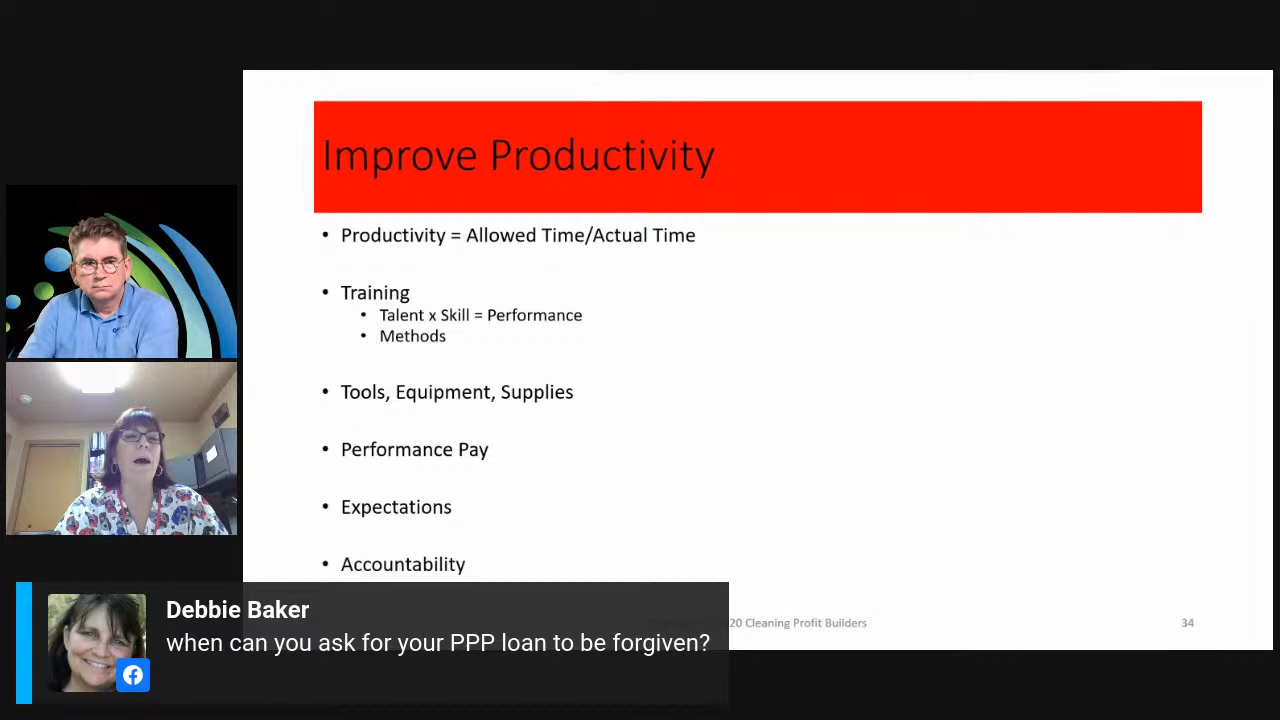 Improve Productivity
• Productivity = Allowed Time/Actual Time
• Training
• Talent x Skill = Performance
• Methods
• Tools, Equipment, Supplies
• Performance Pay
• Expectations
• Accountability
20 Cleaning Profit Builders
34
Debbie Baker
when can you ask for your PPP loan to be forgiven?